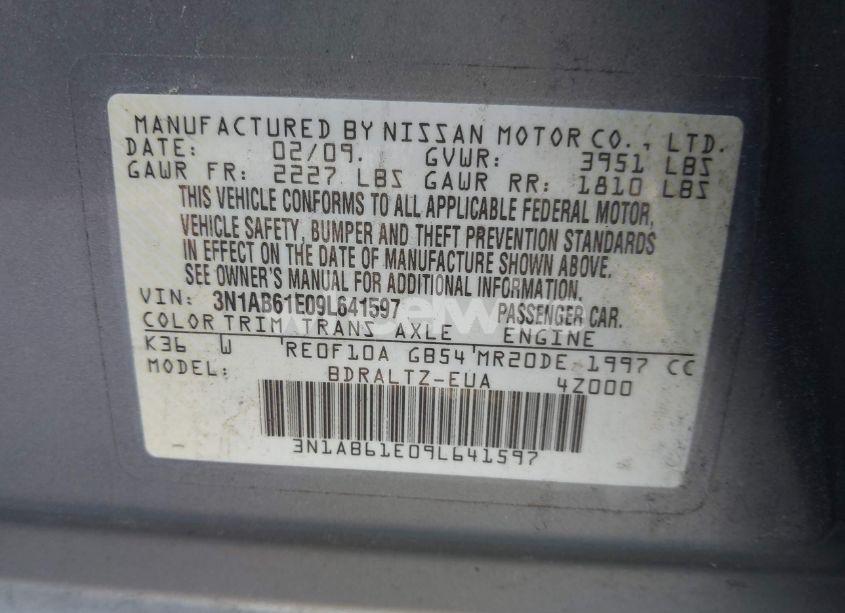 MANUFACTURED BY NISSAN MOTOR CO., LTD.
DATE: 02/09. GVWR: 3951 LBS
GAWR FR: 2227 LBS GAWR RR: 1810 LBS
THIS VEHICLE CONFORMS TO ALL APPLICABLE FEDERAL MOTOR,
VEHICLE SAFETY, BUMPER AND THEFT PREVENTION STANDARDS
IN EFFECT ON THE DATE OF MANUFACTURE SHOWN ABOVE.
SEE OWNER'S MANUAL FOR ADDITIONAL INFORMATION.
VIN: 3N1AB61E09L641597 PASSENGER CAR.
COLOR TRIM TRANS AXLE ENGINE
K36 W RE0F10A GB54 MR20DE 1997 CC
MODEL: BDRALTZ-EUA 4Z000
3N1AB61E09L641597